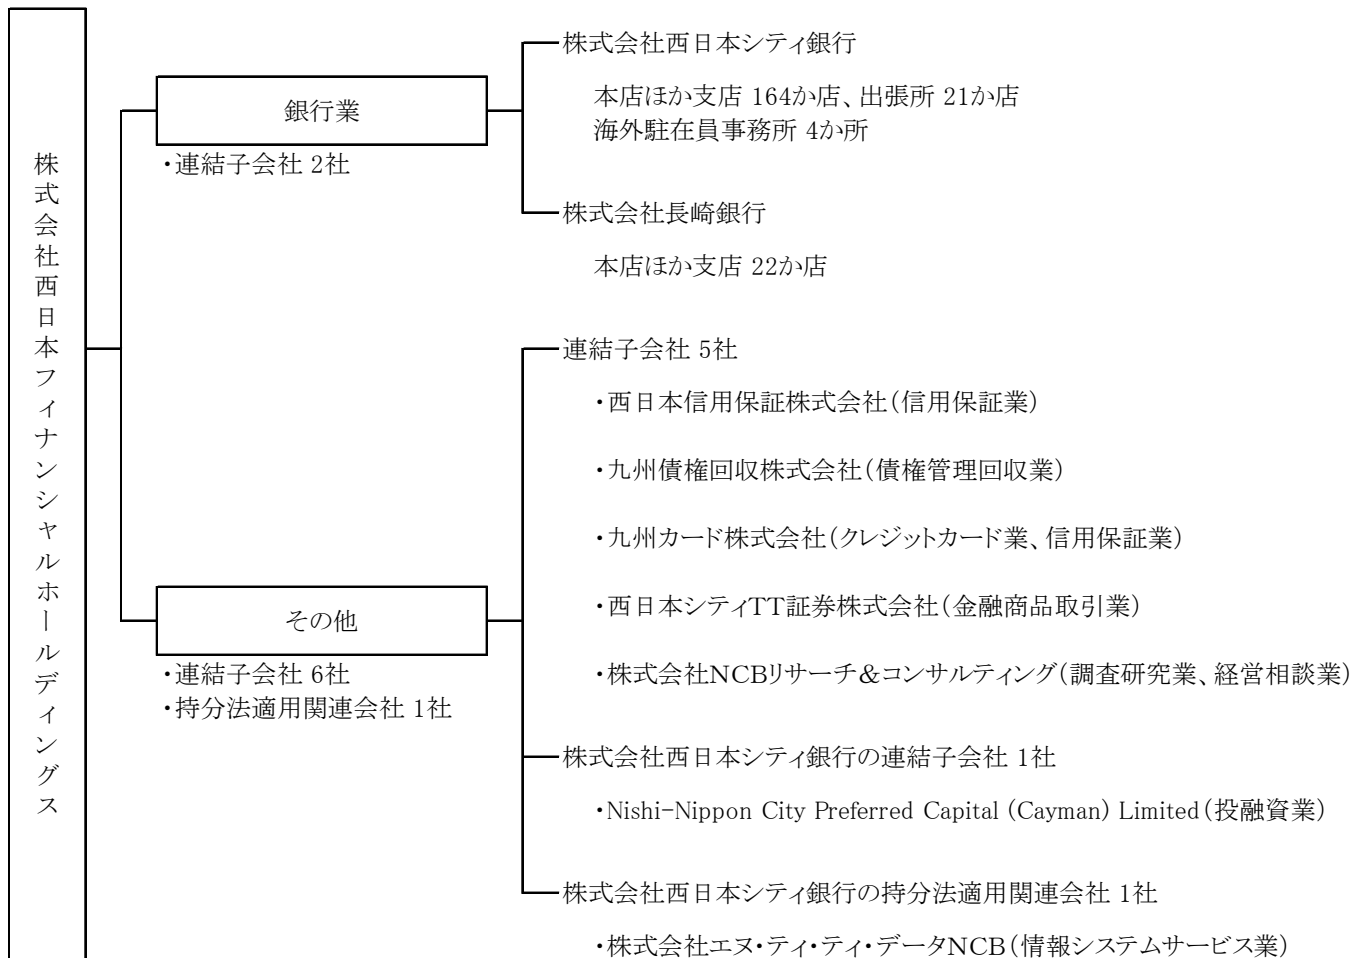 株式会社西日本フィナンシャルホールディングス
銀行業
・連結子会社 2社
株式会社西日本シティ銀行
本店ほか支店 164か店、出張所 21か店
海外駐在員事務所 4か所
株式会社長崎銀行
本店ほか支店 22か店
その他
・連結子会社 6社
・持分法適用関連会社 1社
連結子会社 5社
・西日本信用保証株式会社(信用保証業)
・九州債権回収株式会社(債権管理回収業)
・九州カード株式会社(クレジットカード業、信用保証業)
・西日本シティTT証券株式会社(金融商品取引業)
・株式会社NCBリサーチ&コンサルティング(調査研究業、経営相談業)
株式会社西日本シティ銀行の連結子会社 1社
・Nishi-Nippon City Preferred Capital (Cayman) Limited(投融資業)
株式会社西日本シティ銀行の持分法適用関連会社 1社
・株式会社エヌ・ティ・ティ・データNCB(情報システムサービス業)